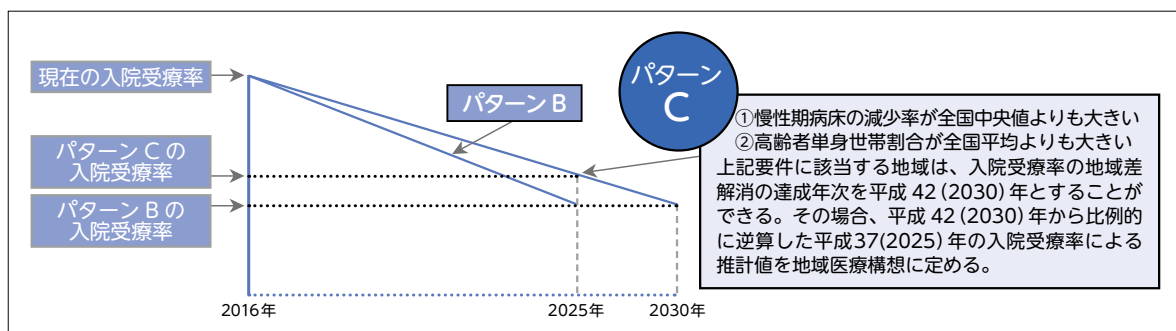 現在の入院受療率
パターン B
パターン
C
パターン C の
入院受療率
パターン B の
入院受療率
①慢性期病床の減少率が全国中央値よりも大きい
②高齢者単身世帯割合が全国平均よりも大きい
上記要件に該当する地域は、入院受療率の地域差
解消の達成年次を平成 42 (2030) 年とすることが
できる。その場合、平成 42 (2030) 年から比例的
に逆算した平成37(2025) 年の入院受療率による
推計値を地域医療構想に定める。
2016年
2025年
2030年